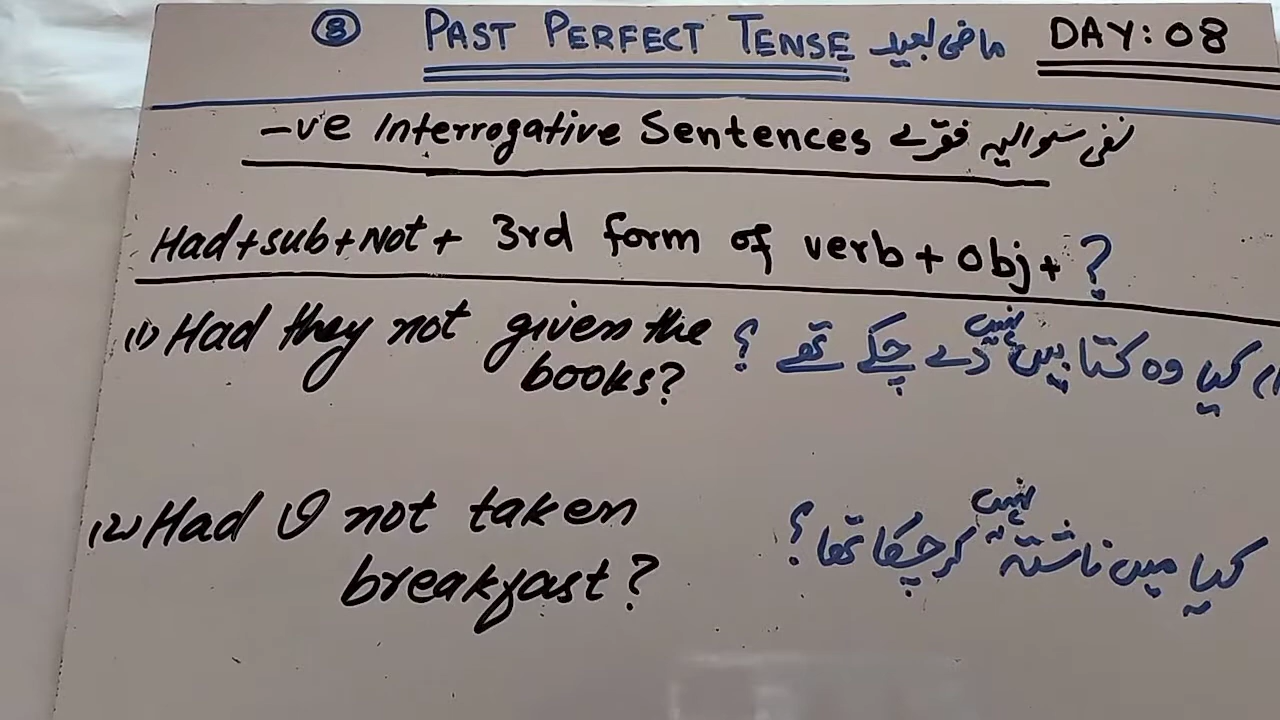 ⑧ PAST PERFECT TENSE ماضی بعید DAY: 08
-ve Interrogative Sentences نفی سوالیہ فقرے
Had+sub+Not+ 3rd form of verb+Obj+ ?
(1) Had they not given the books? (1) کیا وہ کتابیں نہیں دے چکے تھے؟
(2) Had I not taken breakfast? کیا میں ناشتہ نہیں کر چکا تھا؟